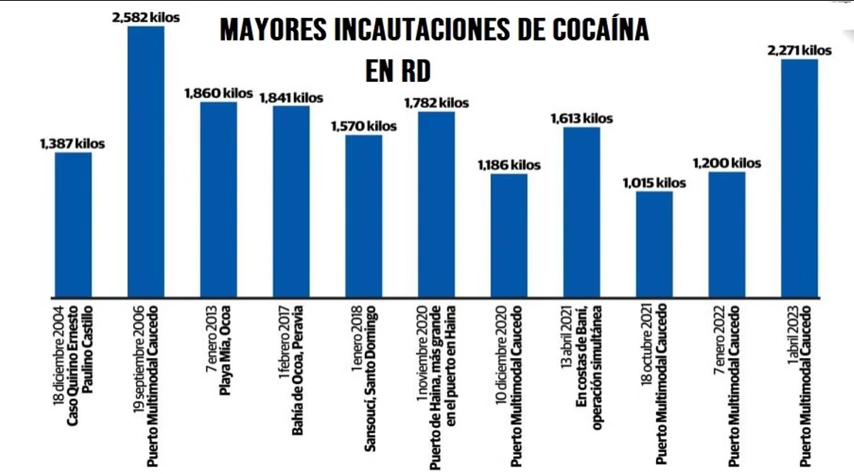 MAYORES INCAUTACIONES DE COCAÍNA
EN RD
1,387 kilos
2,582 kilos
1,860 kilos
1,841 kilos
1,570 kilos
1,782 kilos
1,186 kilos
1,613 kilos
1,015 kilos
1,200 kilos
2,271 kilos
18 diciembre 2004
Caso Quirino Ernesto
Paulino Castillo
19 septiembre 2006
Puerto Multimodal Caucedo
7 enero 2013
Playa Mía, Ocoa
1 febrero 2017
Bahía de Ocoa, Peravia
1 enero 2018
Sansoucí, Santo Domingo
1 noviembre 2020
Puerto de Haina, más grande
en el puerto en Haina
10 diciembre 2020
Puerto Multimodal Caucedo
13 abril 2021
En costas de Baní,
operación simultánea
18 octubre 2021
Puerto Multimodal Caucedo
7 enero 2022
Puerto Multimodal Caucedo
1 abril 2023
Puerto Multimodal Caucedo